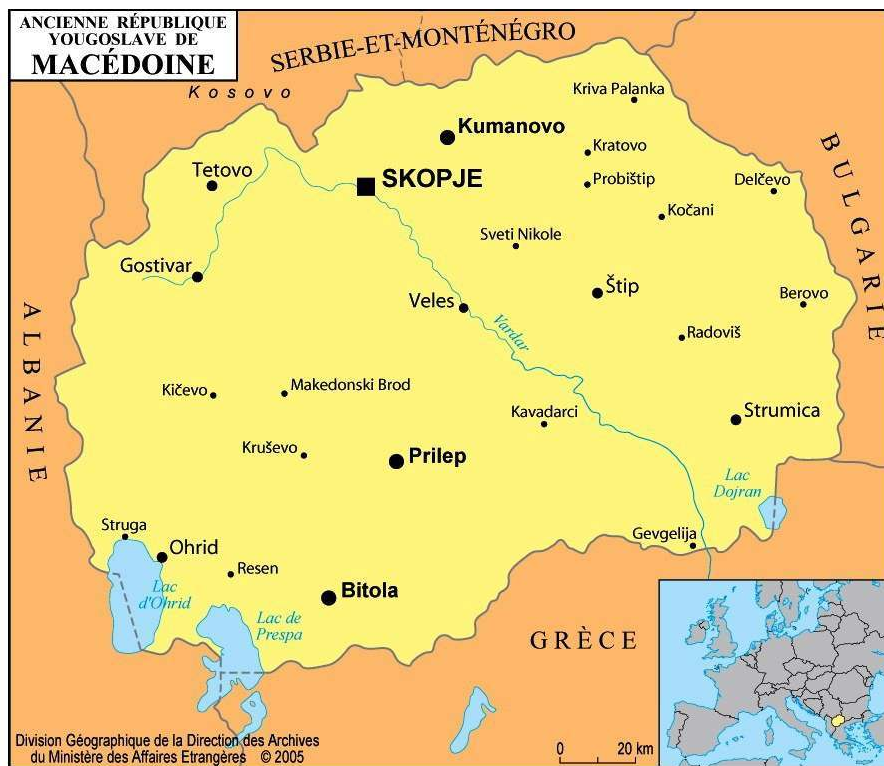 ANCIENNE RÉPUBLIQUE
YOUGOSLAVE DE
MACÉDOINE
SERBIE-ET-MONTÉNÉGRO
Kosovo
Kriva Palanka
Kumanovo
BULGARIE
Kratovo
Tetovo
SKOPJE
Probištip
Delčevo
Kočani
Sveti Nikole
Gostivar
Štip
Berovo
Veles
ALBANIE
Vardar
Radoviš
Kičevo
Makedonski Brod
Kavadarci
Strumica
Kruševo
Prilep
Lac
Dojran
Struga
Gevgelija
Ohrid
Resen
Lac
d'Ohrid
Bitola
Lac de
Prespa
GRÈCE
Division Géographique de la Direction des Archives
du Ministère des Affaires Etrangères © 2005
0 20 km